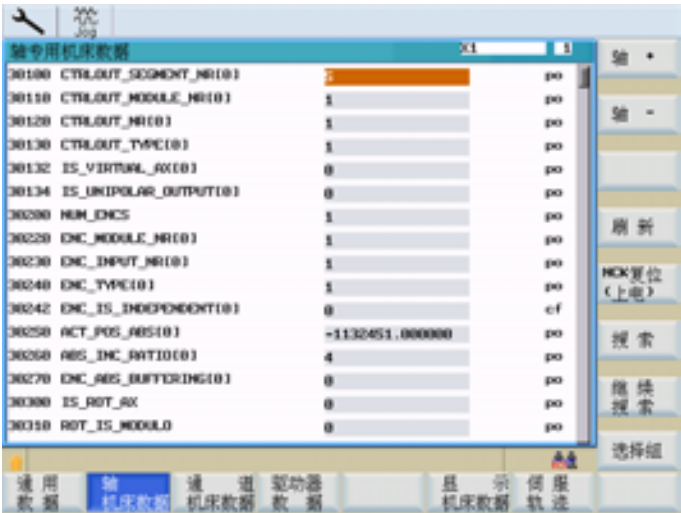 Jog
轴专用机床数据 X1 1
30100 CTRLOUT_SEGMENT_NR[0] 5 po
30110 CTRLOUT_MODULE_NR[0] 1 po
30120 CTRLOUT_NR[0] 1 po
30130 CTRLOUT_TYPE[0] 1 po
30132 IS_VIRTUAL_AX[0] 0 po
30134 IS_UNIPOLAR_OUTPUT[0] 0 po
30200 NUM_ENCS 1 po
30220 ENC_MODULE_NR[0] 1 po
30230 ENC_INPUT_NR[0] 1 po
30240 ENC_TYPE[0] 1 po
30242 ENC_IS_INDEPENDENT[0] 0 cf
30250 ACT_POS_ABS[0] -1132451.000000 po
30260 ABS_INC_RATIO[0] 4 po
30270 ENC_ABS_BUFFERING[0] 0 po
30300 IS_ROT_AX 0 po
30310 ROT_IS_MODULO 0 po
轴 +
轴 -
刷 新
NCK复位
(上电)
搜 索
继 续
搜 索
选择组
通 用
数 据
轴
机床数据
通 道
机床数据
驱动器
数 据
显 示
机床数据
伺 服
轨 迹